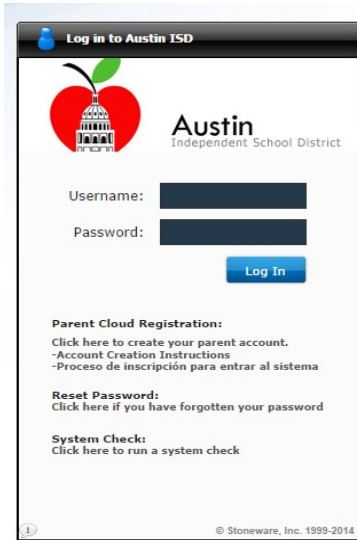 Log in to Austin ISD
Austin
Independent School District
Username:
Password:
Log In
Parent Cloud Registration:
Click here to create your parent account.
-Account Creation Instructions
-Proceso de inscripción para entrar al sistema
Reset Password:
Click here if you have forgotten your password
System Check:
Click here to run a system check
© Stoneware, Inc. 1999-2014